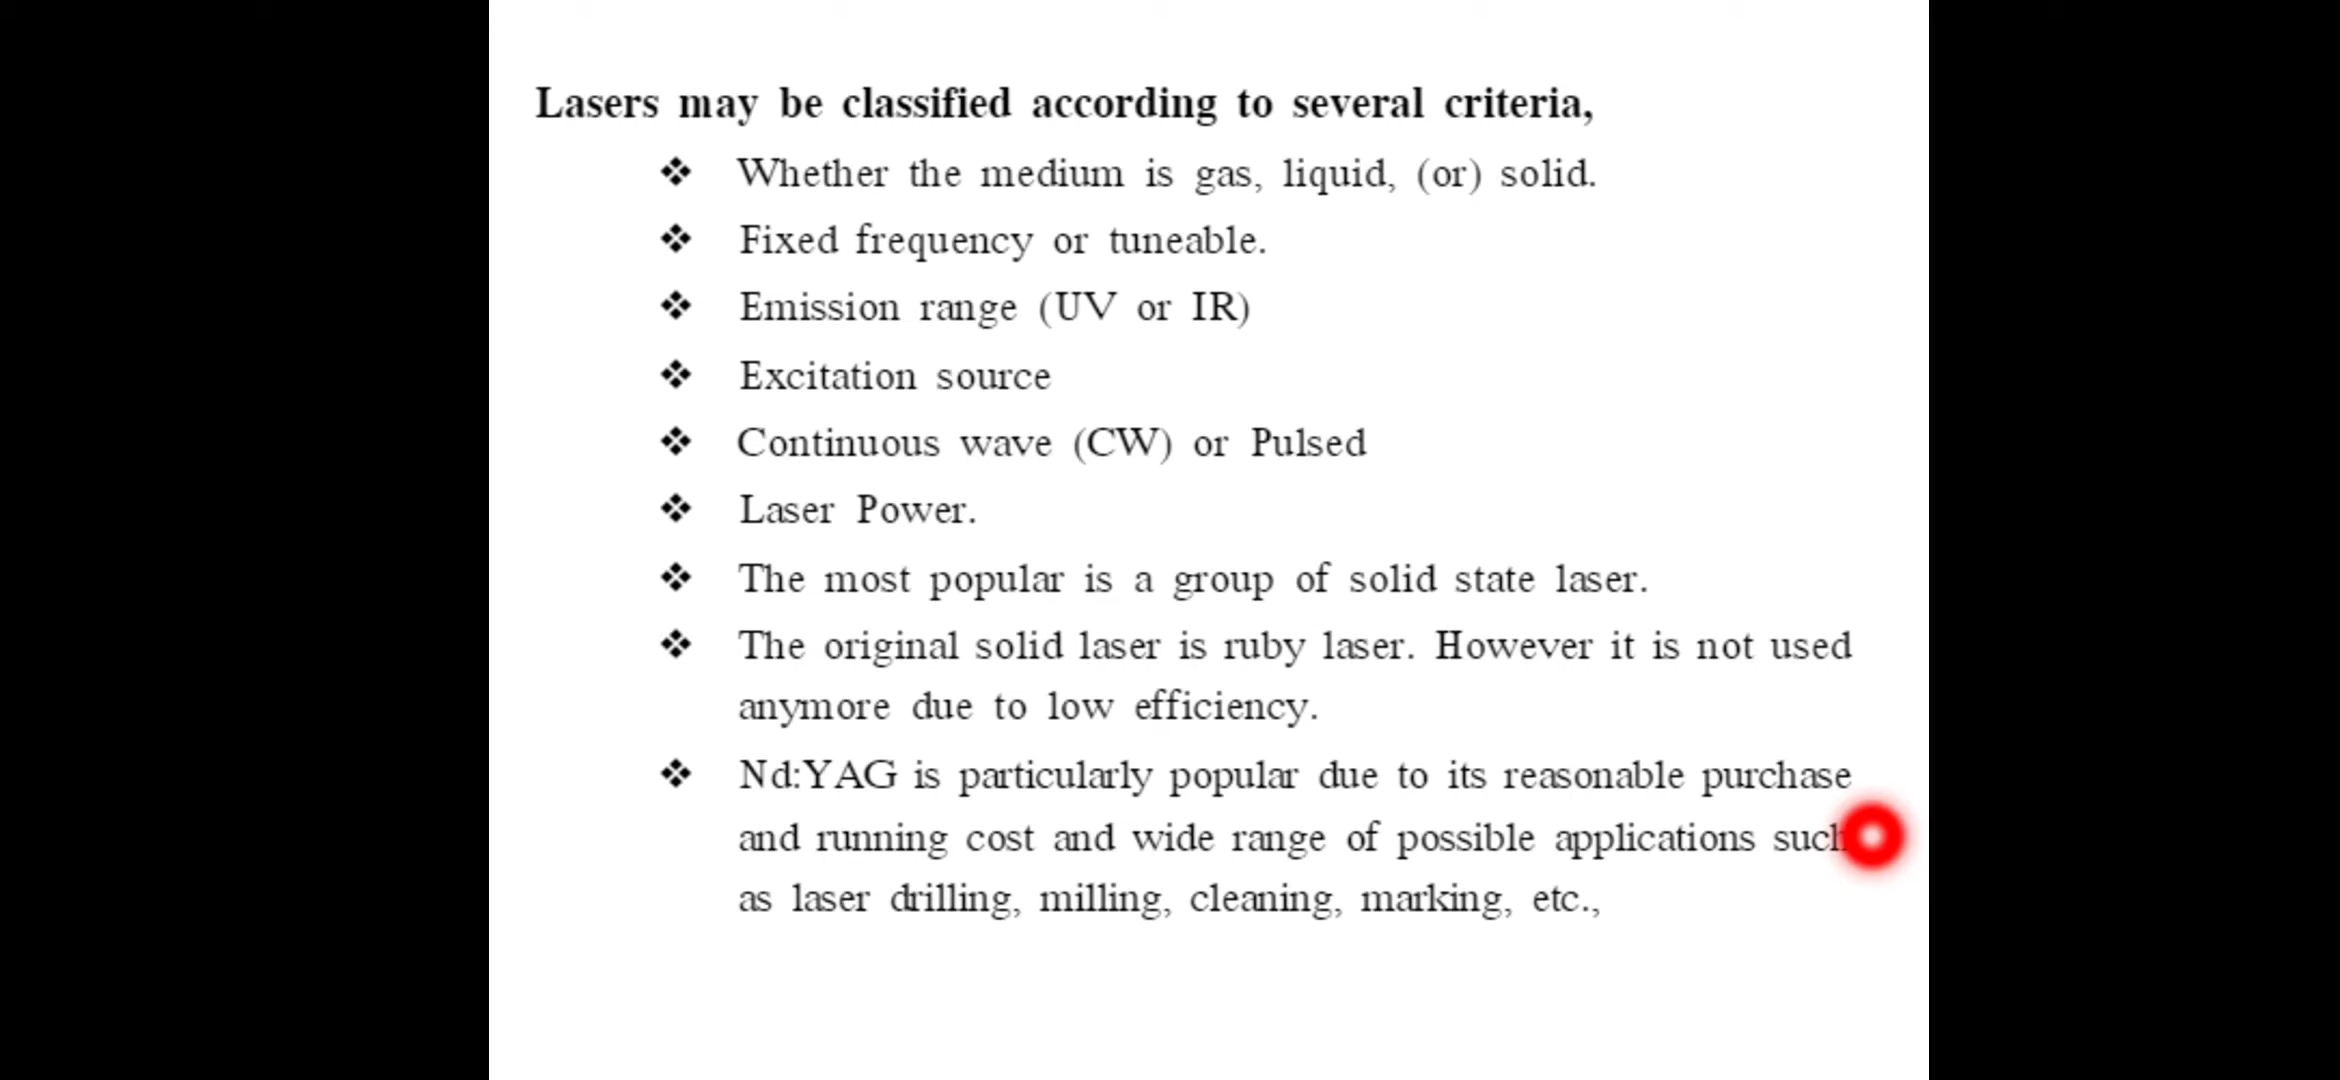 Lasers may be classified according to several criteria,
❖ Whether the medium is gas, liquid, (or) solid.
❖ Fixed frequency or tuneable.
❖ Emission range (UV or IR)
❖ Excitation source
❖ Continuous wave (CW) or Pulsed
❖ Laser Power.
❖ The most popular is a group of solid state laser.
❖ The original solid laser is ruby laser. However it is not used
anymore due to low efficiency.
❖ Nd:YAG is particularly popular due to its reasonable purchase
and running cost and wide range of possible applications such
as laser drilling, milling, cleaning, marking, etc.,